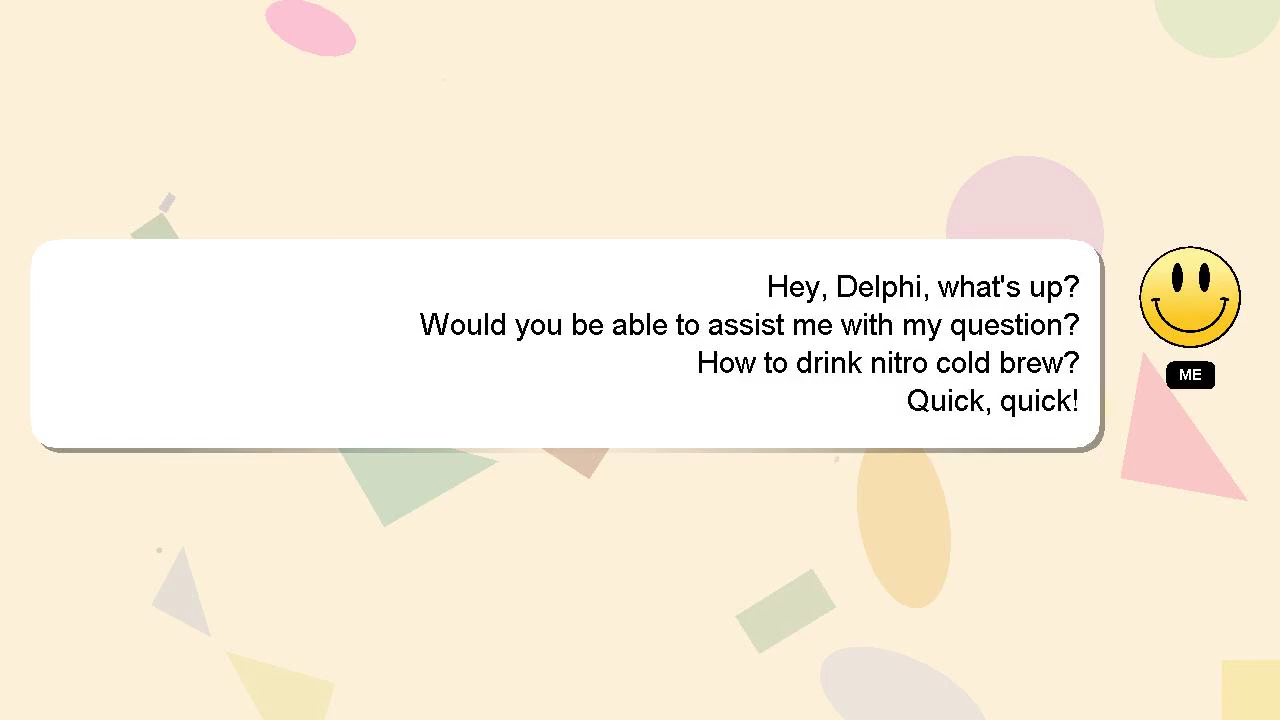 Hey, Delphi, what's up?
Would you be able to assist me with my question?
How to drink nitro cold brew?
Quick, quick!
ME